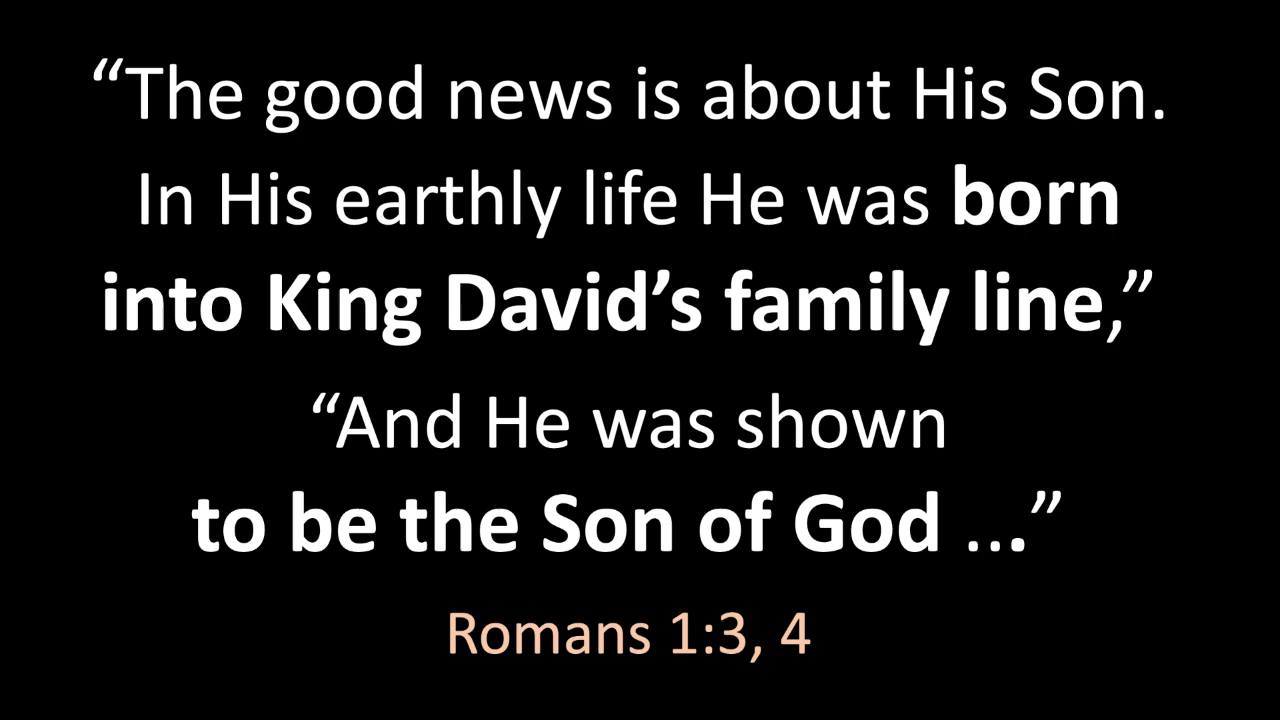 “The good news is about His Son.
In His earthly life He was born
into King David’s family line,”
“And He was shown
to be the Son of God ...”
Romans 1:3, 4